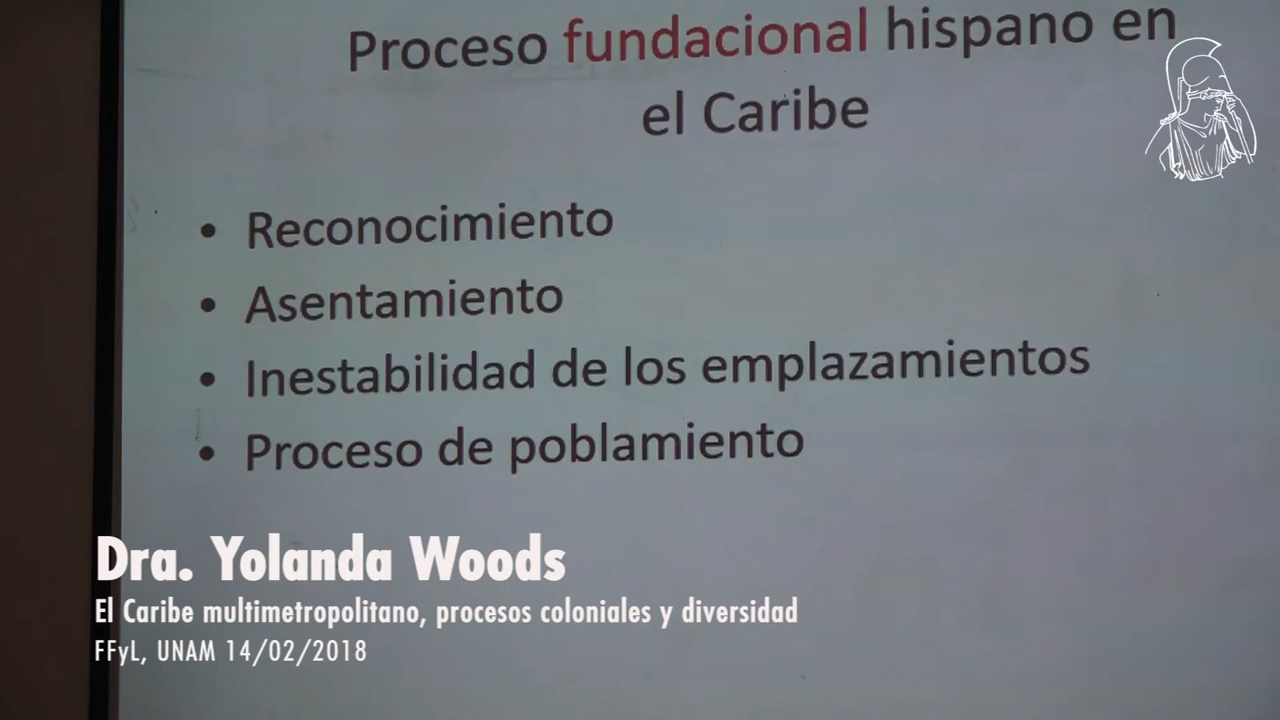 Proceso fundacional hispano en
el Caribe
• Reconocimiento
• Asentamiento
• Inestabilidad de los emplazamientos
• Proceso de poblamiento
Dra. Yolanda Woods
El Caribe multimetropolitano, procesos coloniales y diversidad
FFyL, UNAM 14/02/2018